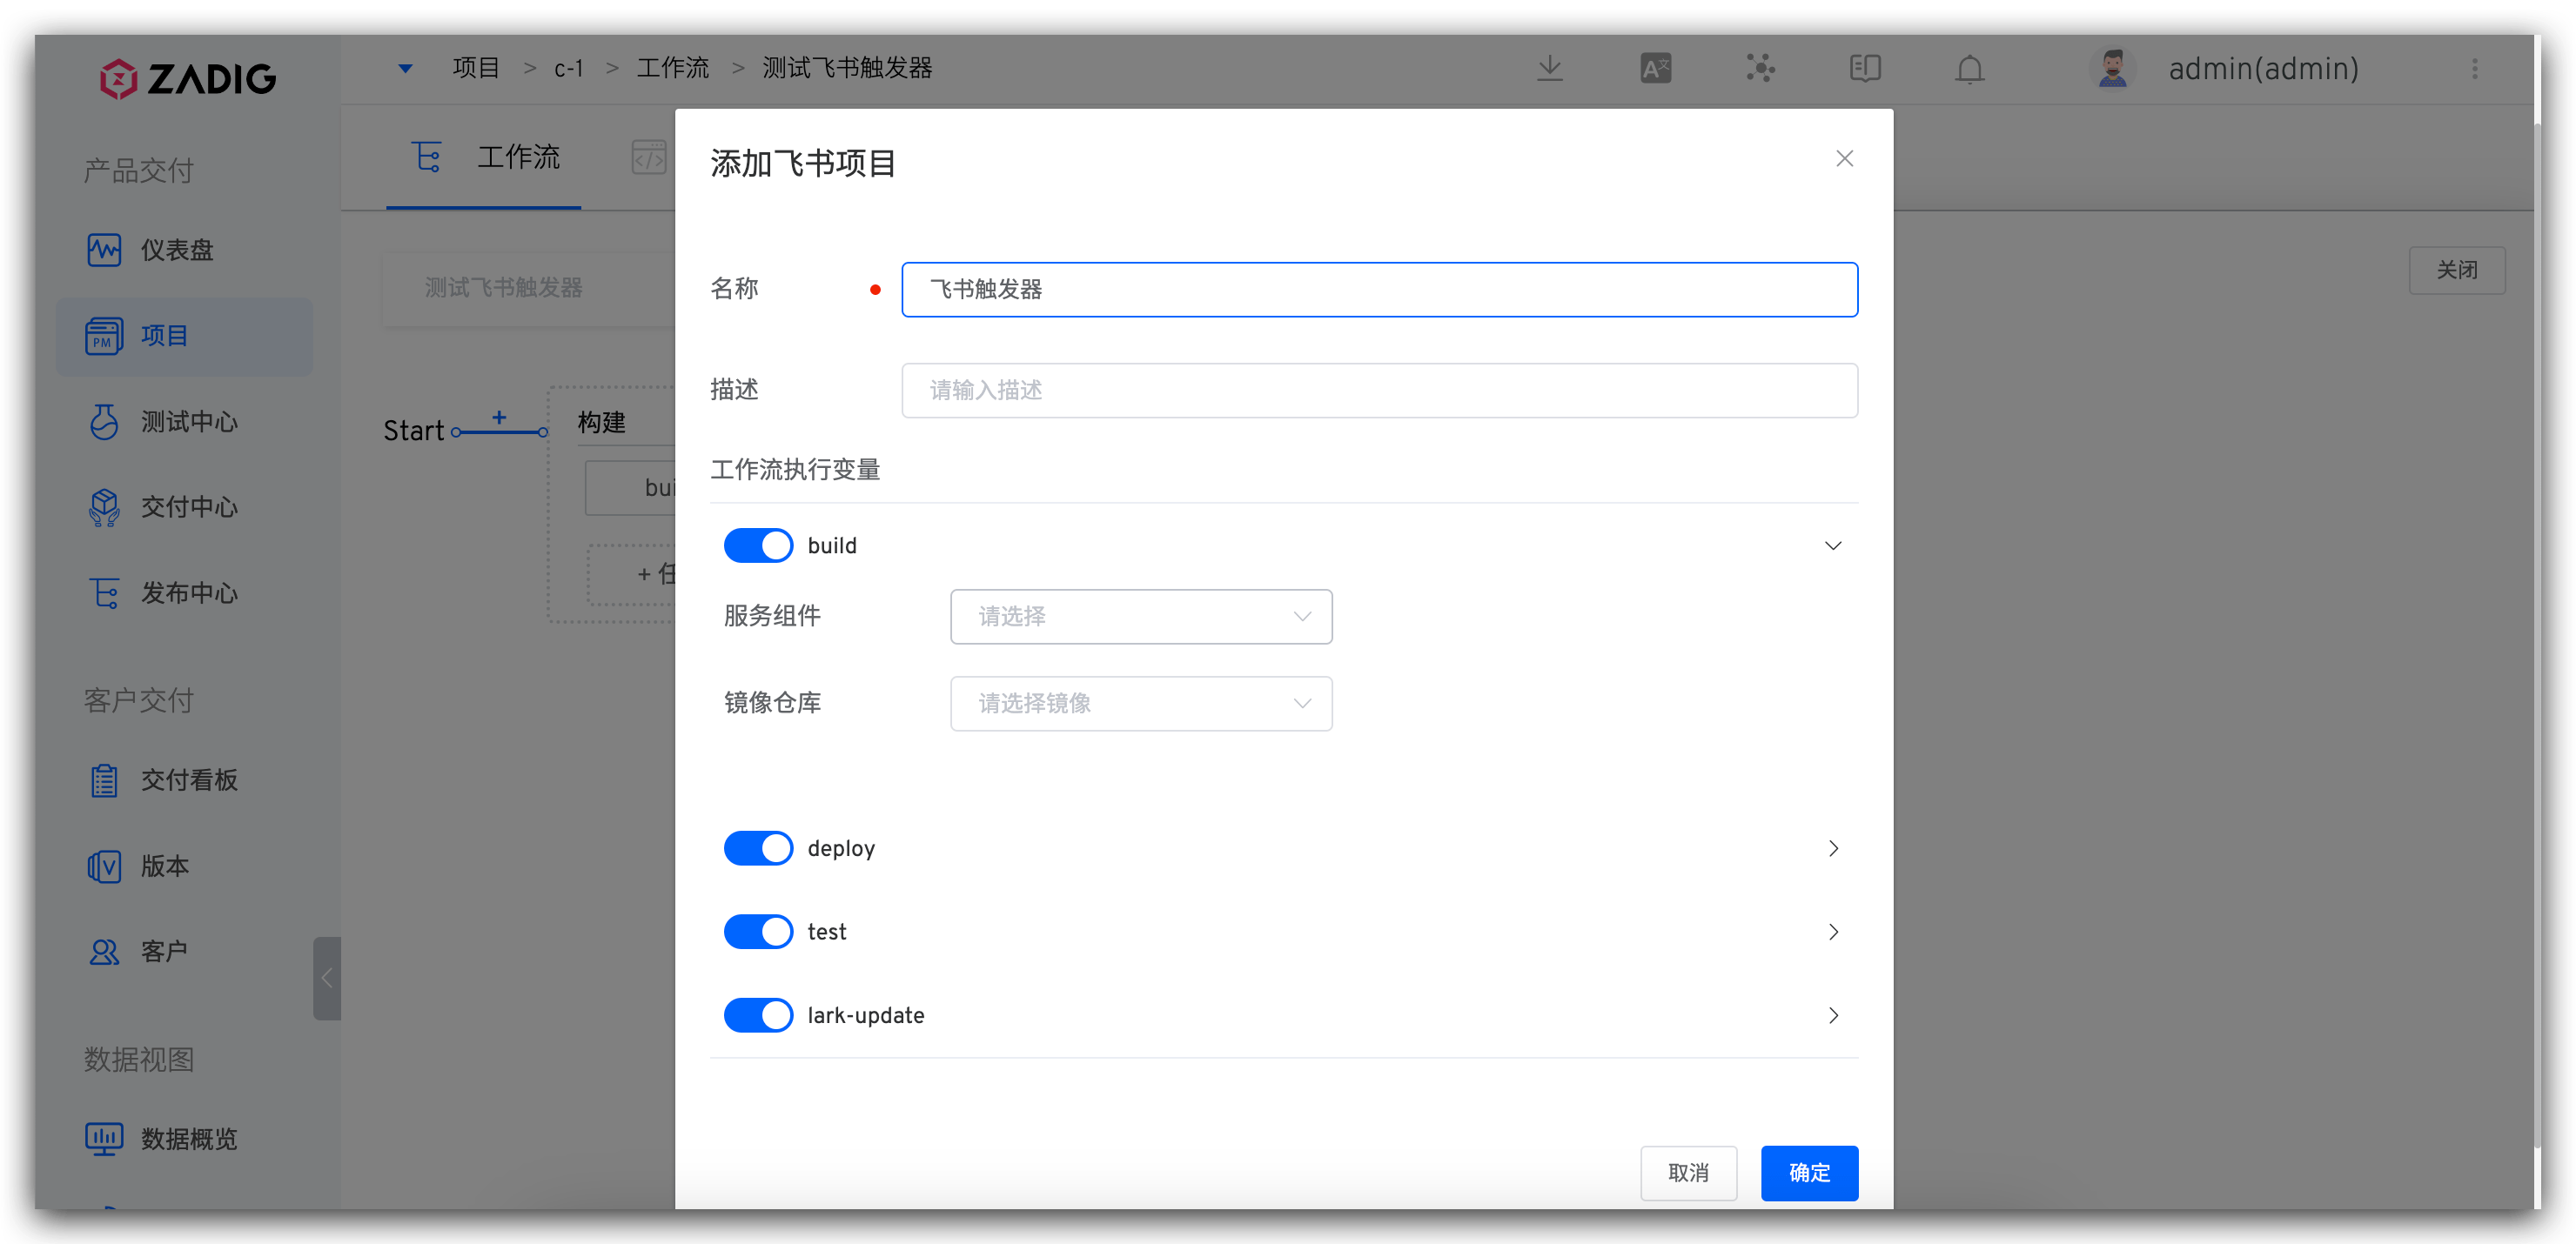 ZADIG
项目 > c-1 > 工作流 > 测试飞书触发器
admin(admin)
产品交付
仪表盘
项目
测试中心
交付中心
发布中心
客户交付
交付看板
版本
客户
数据视图
数据概览
工作流
测试飞书触发器
关闭
Start
构建
bui
+ 任
添加飞书项目
名称
飞书触发器
描述
请输入描述
工作流执行变量
build
服务组件
请选择
镜像仓库
请选择镜像
deploy
test
lark-update
取消
确定